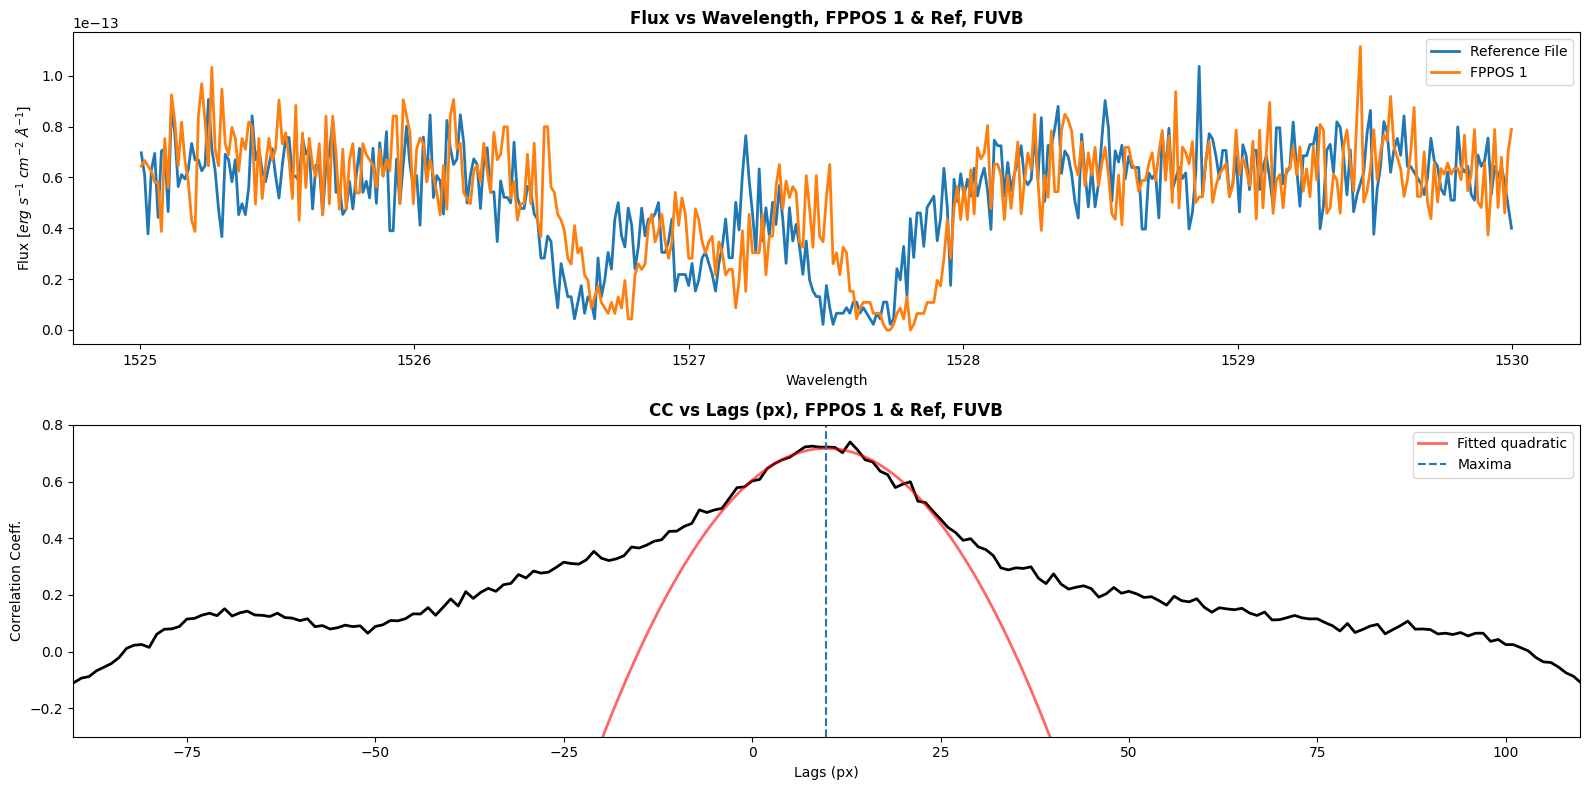 Flux vs Wavelength, FPPOS 1 & Ref, FUVB
1e−13
Flux [erg s⁻¹ cm⁻² Å⁻¹]
1.0
0.8
0.6
0.4
0.2
0.0
Reference File
FPPOS 1
1525 1526 1527 1528 1529 1530
Wavelength
CC vs Lags (px), FPPOS 1 & Ref, FUVB
Correlation Coeff.
0.8
0.6
0.4
0.2
0.0
−0.2
Fitted quadratic
Maxima
−75 −50 −25 0 25 50 75 100
Lags (px)